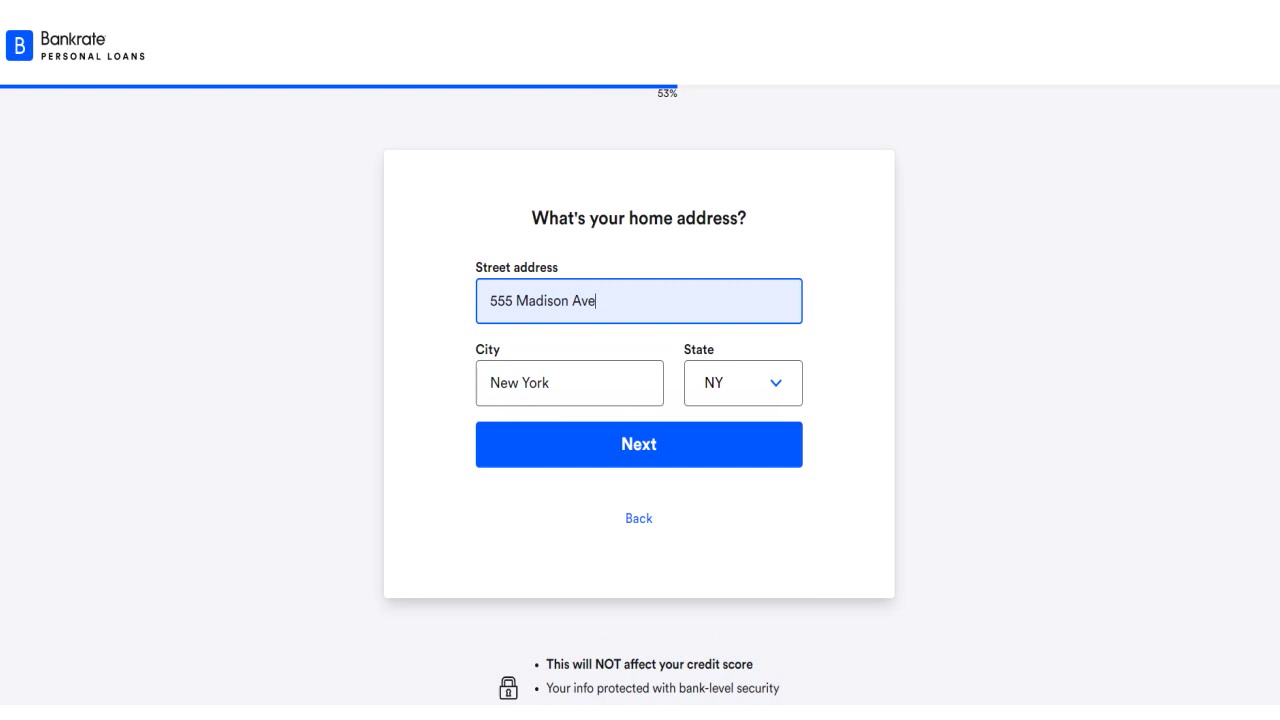 B Bankrate
PERSONAL LOANS
53%
What's your home address?
Street address
555 Madison Ave
City State
New York NY
Next
Back
• This will NOT affect your credit score
• Your info protected with bank-level security